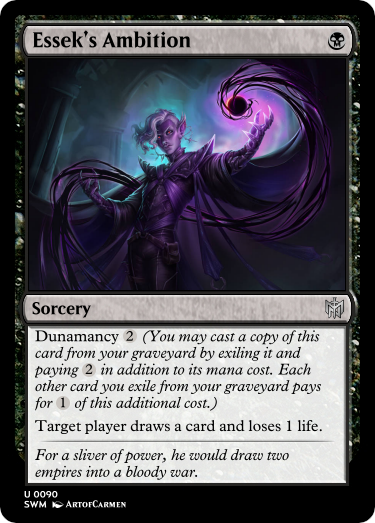 Essek's Ambition
Sorcery
Dunamancy 2 (You may cast a copy of this
card from your graveyard by exiling it and
paying 2 in addition to its mana cost. Each
other card you exile from your graveyard pays
for 1 of this additional cost.)
Target player draws a card and loses 1 life.
For a sliver of power, he would draw two
empires into a bloody war.
U 0090
SWM ArtofCarmen